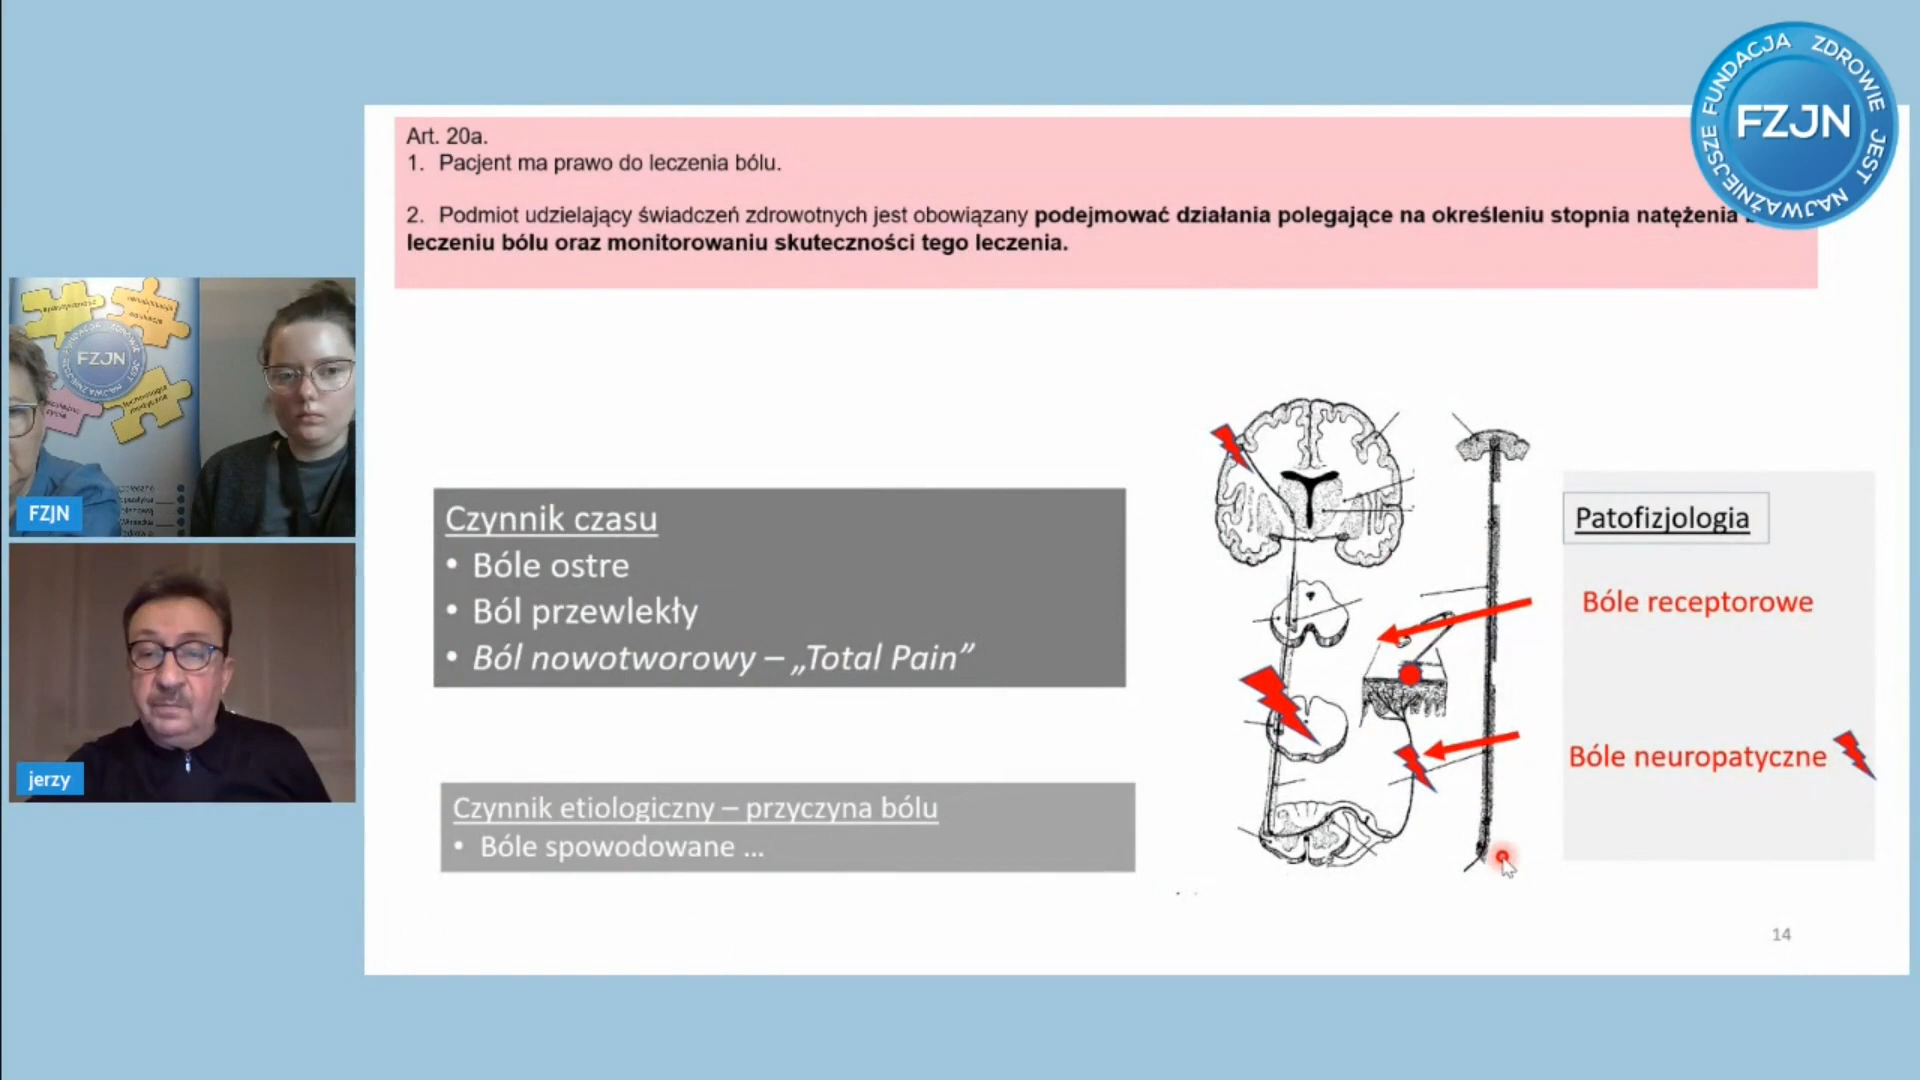 FUNDACJA ZDROWIE JEST NAJWAŻNIEJSZE
FZJN
Art. 20a.
1. Pacjent ma prawo do leczenia bólu.
2. Podmiot udzielający świadczeń zdrowotnych jest obowiązany podejmować działania polegające na określeniu stopnia natężenia
leczeniu bólu oraz monitorowaniu skuteczności tego leczenia.
FZJN
FZJN
jerzy
Czynnik czasu
• Bóle ostre
• Ból przewlekły
• Ból nowotworowy – „Total Pain”
Czynnik etiologiczny – przyczyna bólu
• Bóle spowodowane ...
Patofizjologia
Bóle receptorowe
Bóle neuropatyczne
14